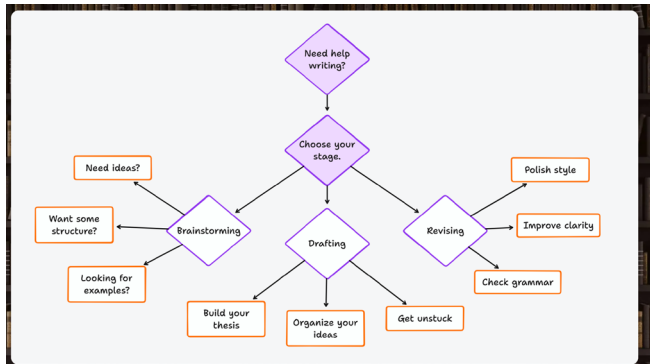 Need help
writing?
Choose your
stage.
Need ideas?
Want some
structure?
Looking for
examples?
Brainstorming
Drafting
Build your
thesis
Organize your
ideas
Get unstuck
Revising
Polish style
Improve clarity
Check grammar